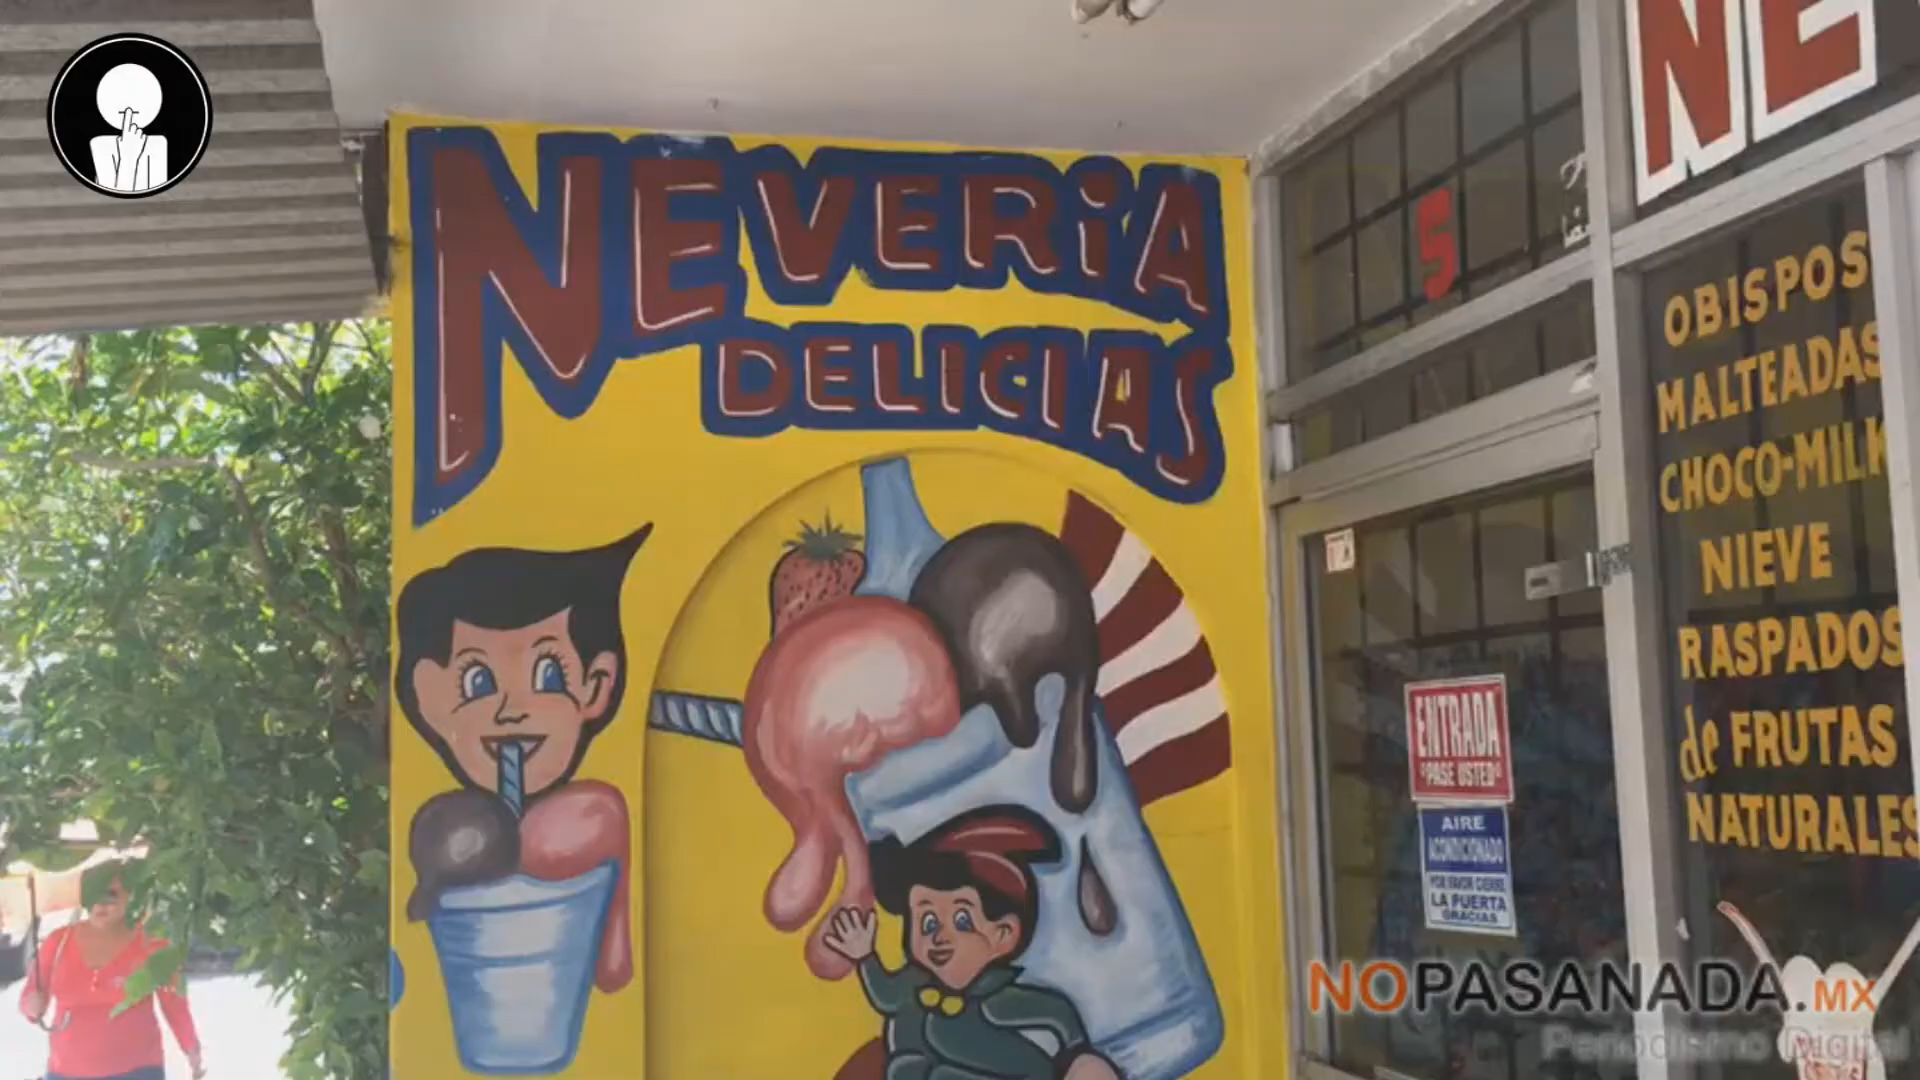 NEVERiA
DELICIAS
NE
5
OBISPOS
MALTEADAS
CHOCO-MILK
NIEVE
RASPADOS
de FRUTAS
NATURALES
ENTRADA
"PASE USTED"
AIRE
ACONDICIONADO
POR FAVOR CIERRE
LA PUERTA
GRACIAS
NOPASANADA.MX
Periodismo Digital